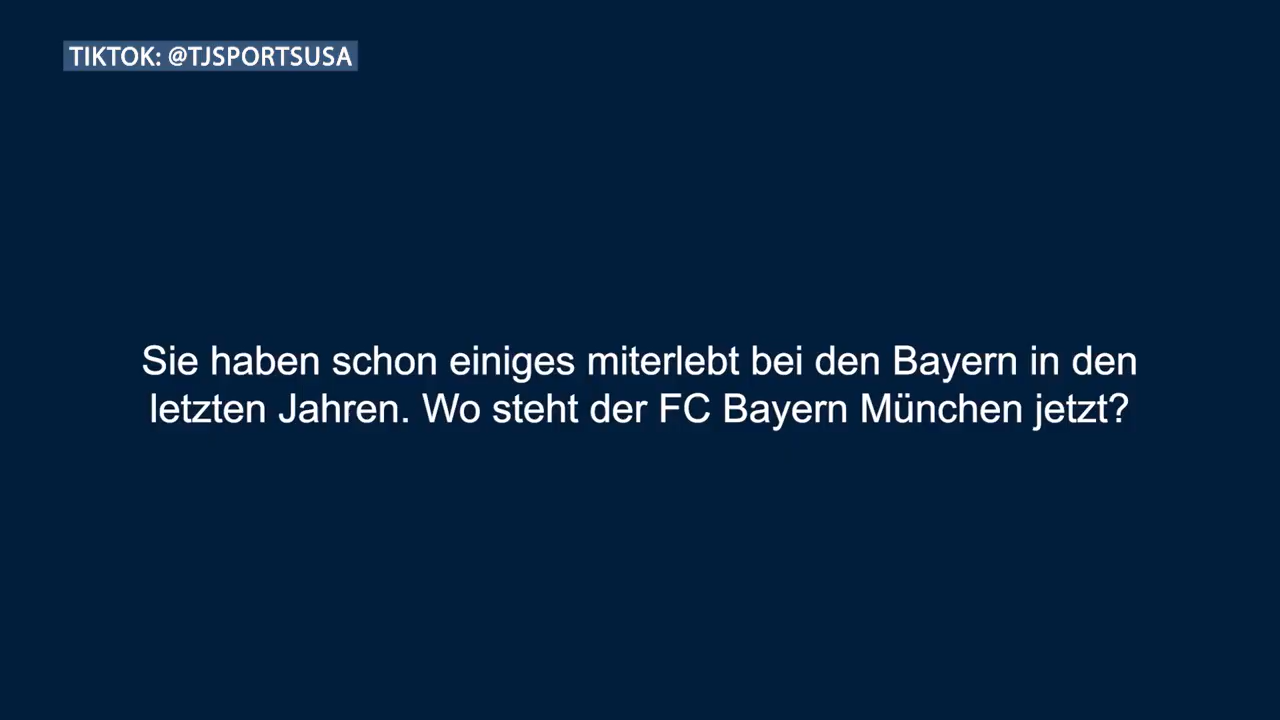 TIKTOK: @TJSPORTSUSA
Sie haben schon einiges miterlebt bei den Bayern in den
letzten Jahren. Wo steht der FC Bayern München jetzt?